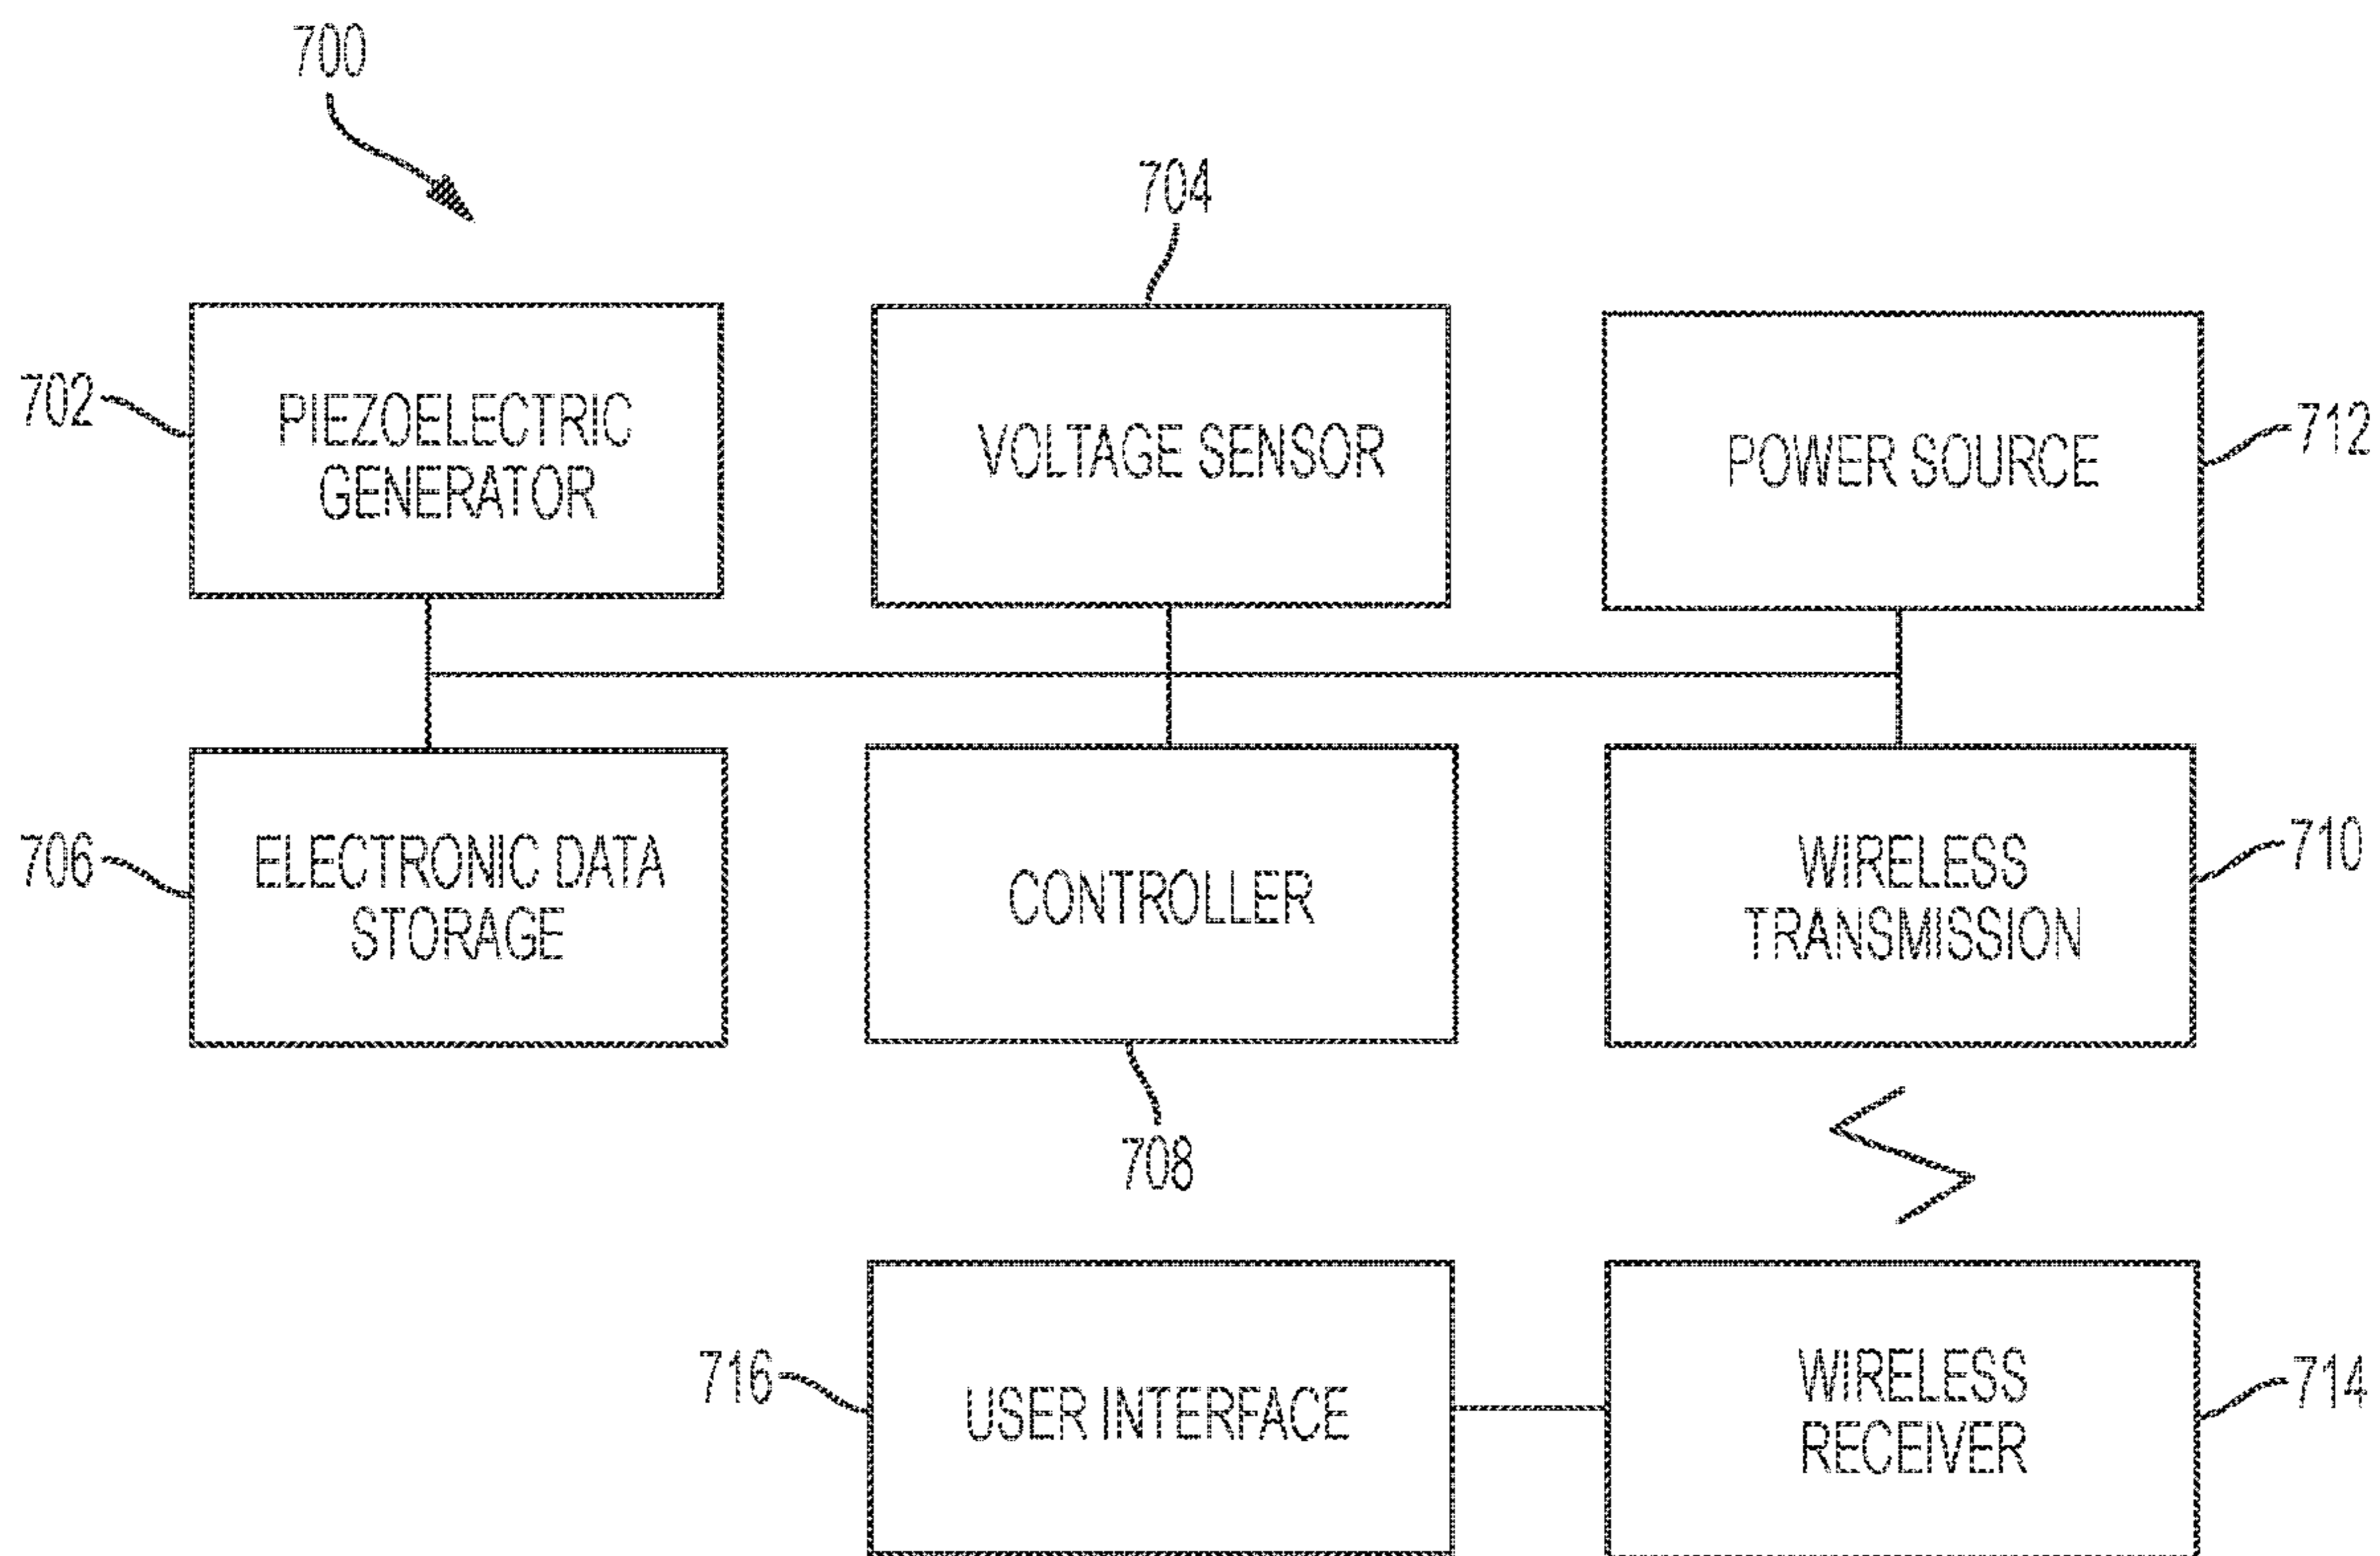 700
704
702
PIEZOELECTRIC
GENERATOR
VOLTAGE SENSOR
POWER SOURCE
712
706
ELECTRONIC DATA
STORAGE
CONTROLLER
WIRELESS
TRANSMISSION
710
708
716
USER INTERFACE
WIRELESS
RECEIVER
714